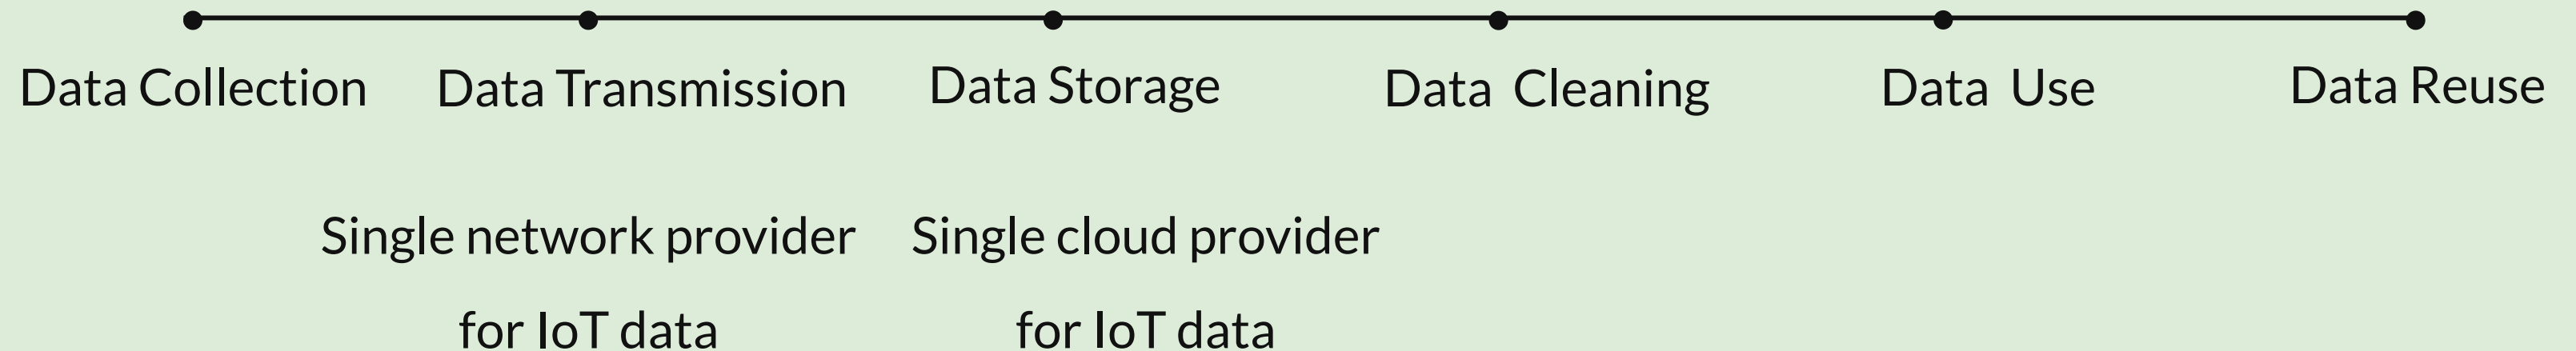 Data Collection
Data Transmission
Data Storage
Data Cleaning
Data Use
Data Reuse
Single network provider
for IoT data
Single cloud provider
for IoT data